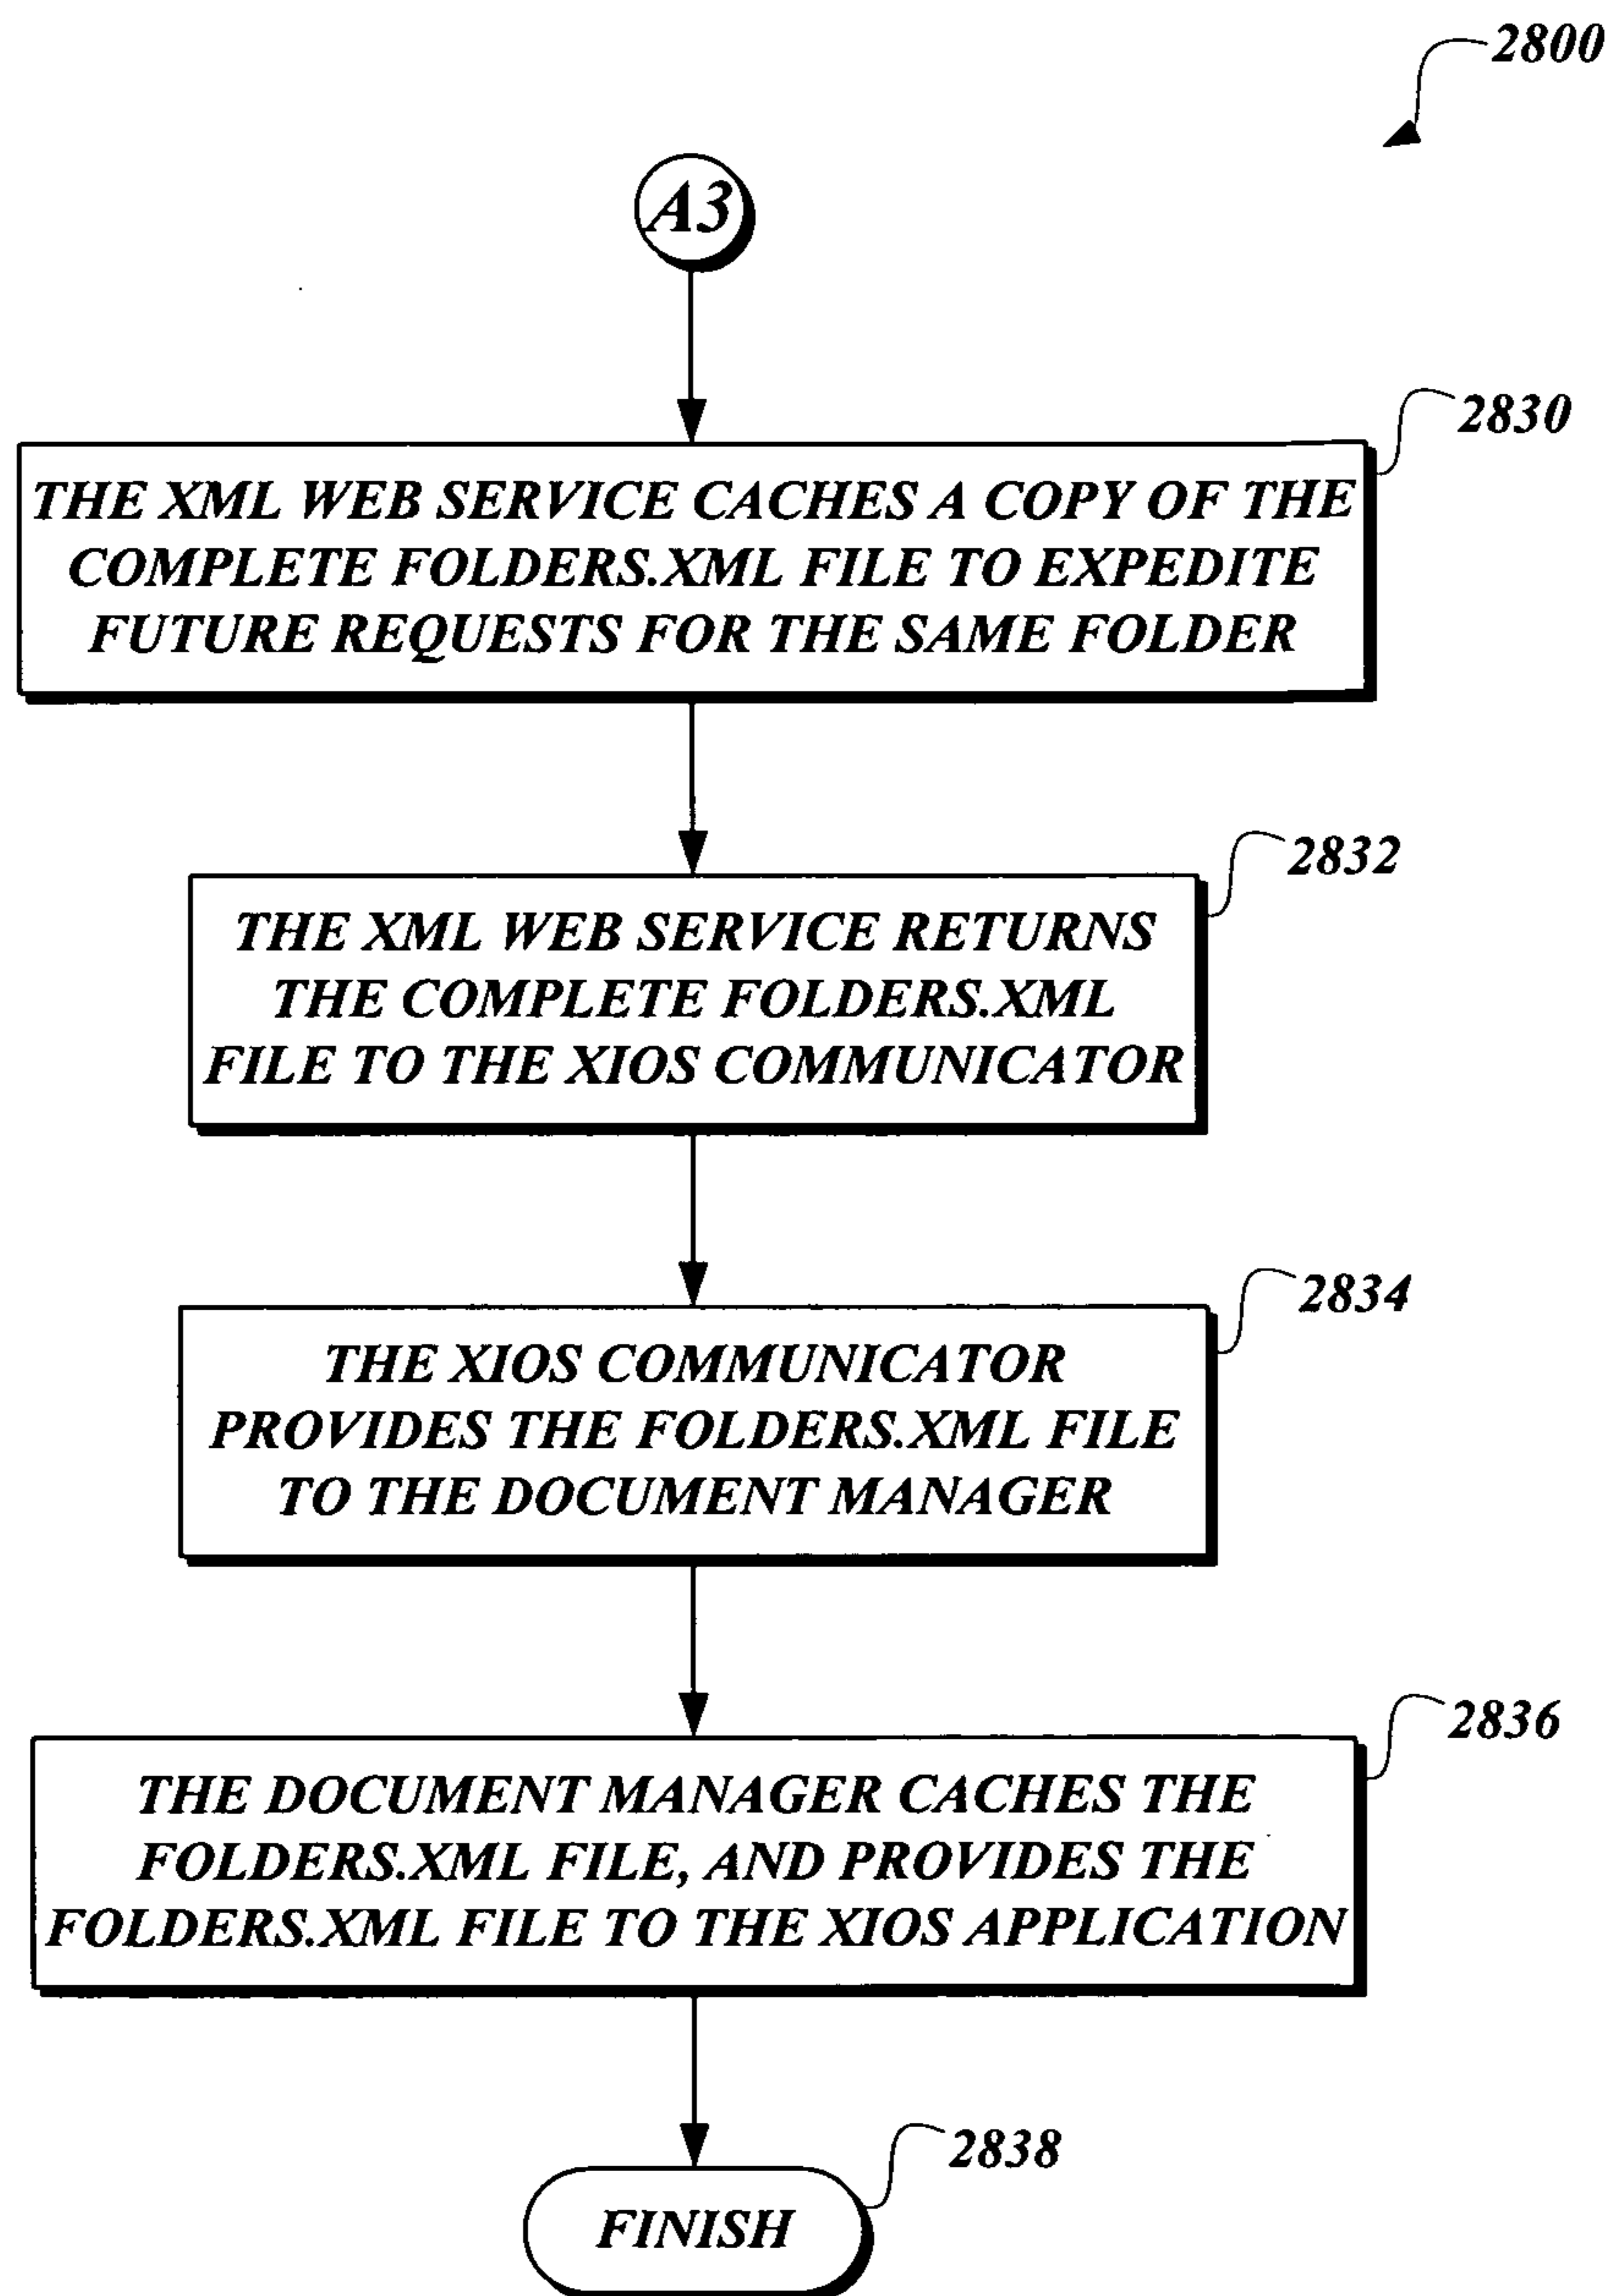 2800
A3
2830
THE XML WEB SERVICE CACHES A COPY OF THE
COMPLETE FOLDERS.XML FILE TO EXPEDITE
FUTURE REQUESTS FOR THE SAME FOLDER
2832
THE XML WEB SERVICE RETURNS
THE COMPLETE FOLDERS.XML
FILE TO THE XIOS COMMUNICATOR
2834
THE XIOS COMMUNICATOR
PROVIDES THE FOLDERS.XML FILE
TO THE DOCUMENT MANAGER
2836
THE DOCUMENT MANAGER CACHES THE
FOLDERS.XML FILE, AND PROVIDES THE
FOLDERS.XML FILE TO THE XIOS APPLICATION
2838
FINISH